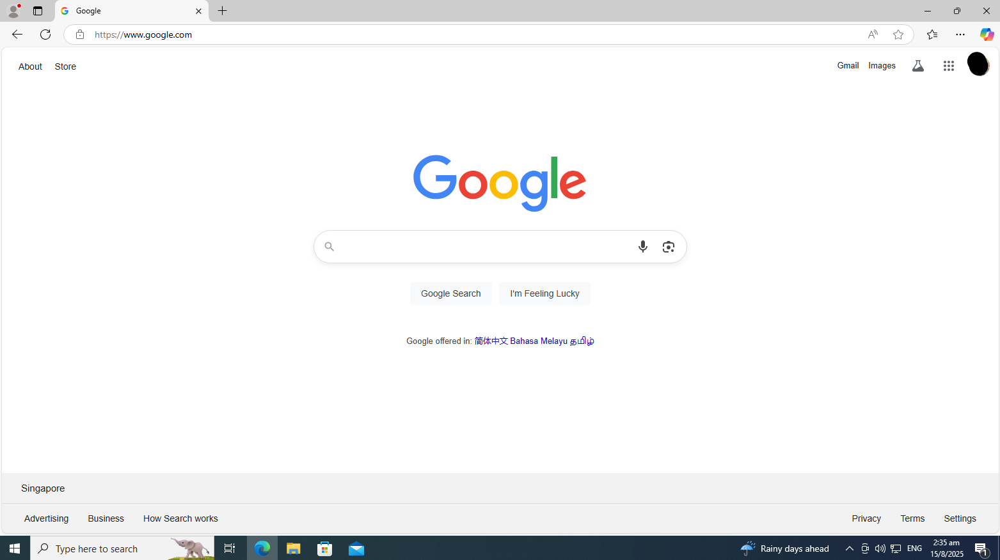 Google
https://www.google.com
About Store
Gmail Images
Google
Google Search I'm Feeling Lucky
Google offered in: 简体中文 Bahasa Melayu தமிழ்
Singapore
Advertising Business How Search works
Privacy Terms Settings
Type here to search
Rainy days ahead
ENG
2:35 am
15/8/2025
1